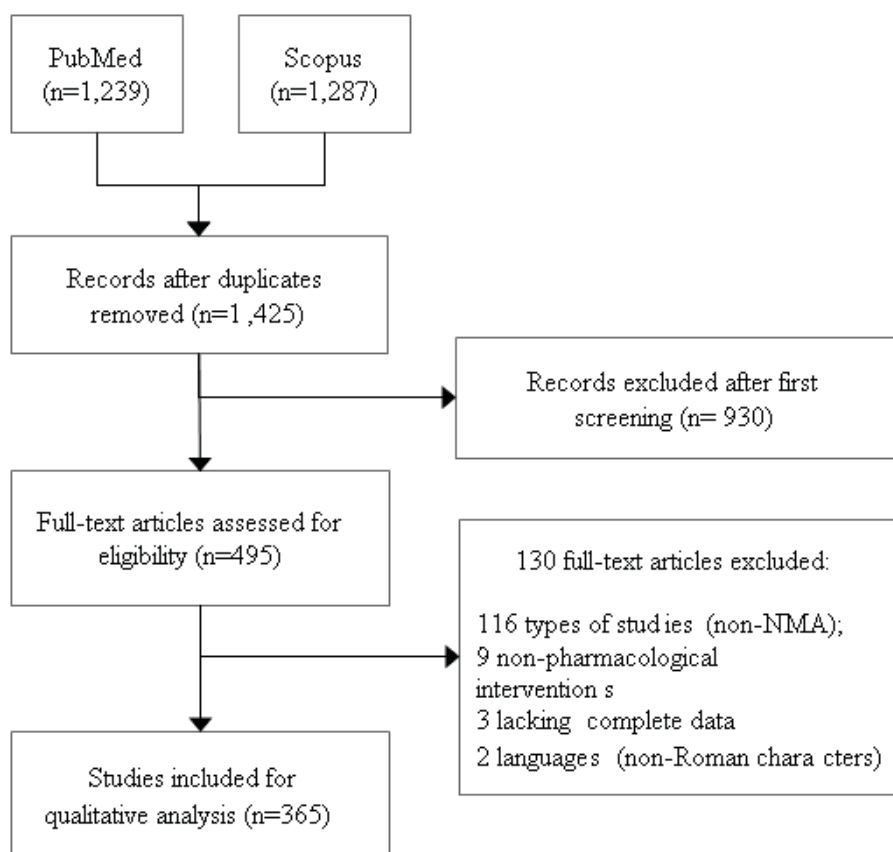 PubMed
(n=1,239)
Scopus
(n=1,287)
Records after duplicates
removed (n=1 ,425)
Records excluded after first
screening (n= 930)
Full-text articles assessed for
eligibility (n=495)
130 full-text articles excluded:
116 types of studies (non-NMA);
9 non-pharmacological
intervention s
3 lacking complete data
2 languages (non-Roman chara cters)
Studies included for
qualitative analysis (n=365)